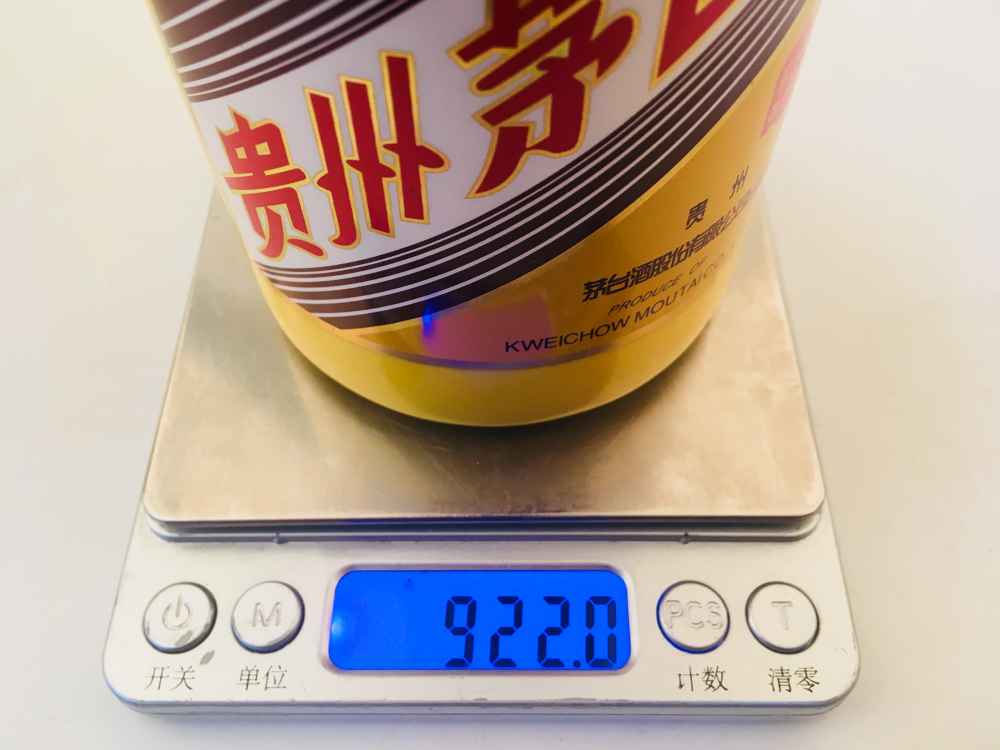 贵州茅
贵 州
茅台酒股份有限公
PRODUCE OF
KWEICHOW MOUTAI CO.
922.0
M PCS T
开关 单位 计数 清零